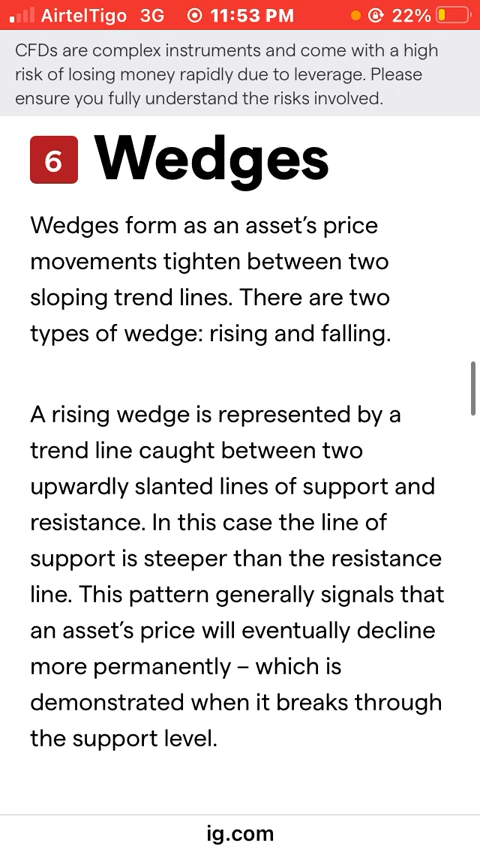 AirtelTigo 3G 11:53 PM 22%
CFDs are complex instruments and come with a high
risk of losing money rapidly due to leverage. Please
ensure you fully understand the risks involved.
6 Wedges
Wedges form as an asset’s price
movements tighten between two
sloping trend lines. There are two
types of wedge: rising and falling.
A rising wedge is represented by a
trend line caught between two
upwardly slanted lines of support and
resistance. In this case the line of
support is steeper than the resistance
line. This pattern generally signals that
an asset’s price will eventually decline
more permanently – which is
demonstrated when it breaks through
the support level.
ig.com